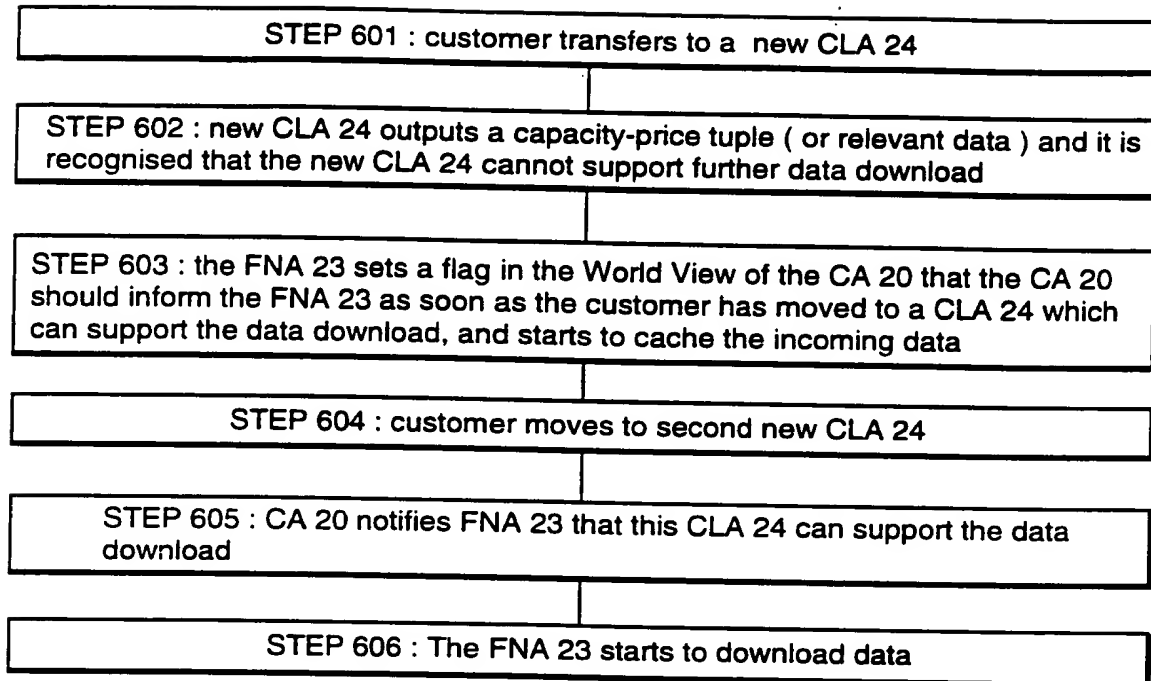 STEP 601 : customer transfers to a new CLA 24
STEP 602 : new CLA 24 outputs a capacity-price tuple ( or relevant data ) and it is
recognised that the new CLA 24 cannot support further data download
STEP 603 : the FNA 23 sets a flag in the World View of the CA 20 that the CA 20
should inform the FNA 23 as soon as the customer has moved to a CLA 24 which
can support the data download, and starts to cache the incoming data
STEP 604 : customer moves to second new CLA 24
STEP 605 : CA 20 notifies FNA 23 that this CLA 24 can support the data
download
STEP 606 : The FNA 23 starts to download data